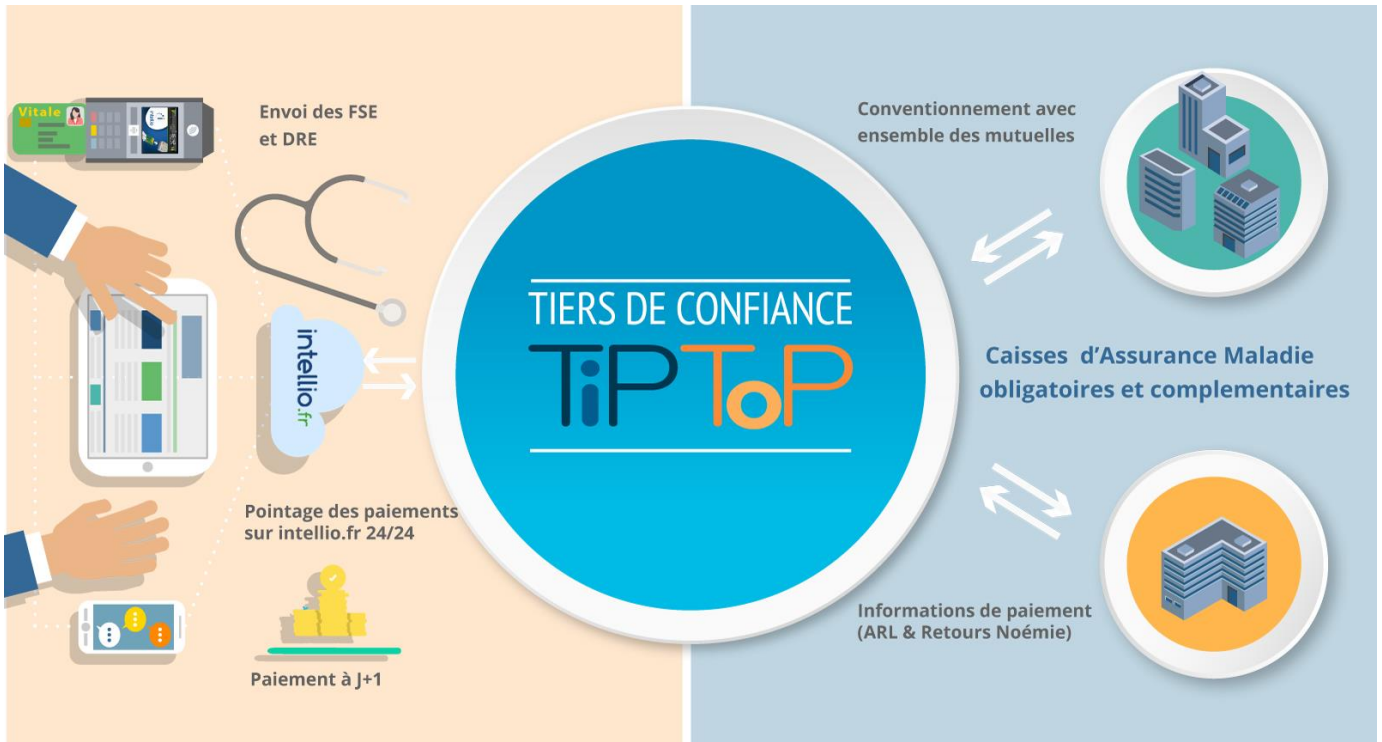 Vitale
Envoi des FSE
et DRE
intellio.fr
Pointage des paiements
sur intellio.fr 24/24
Paiement à J+1
TIERS DE CONFIANCE
TiPToP
Conventionnement avec
ensemble des mutuelles
Caisses d’Assurance Maladie
obligatoires et complementaires
Informations de paiement
(ARL & Retours Noémie)